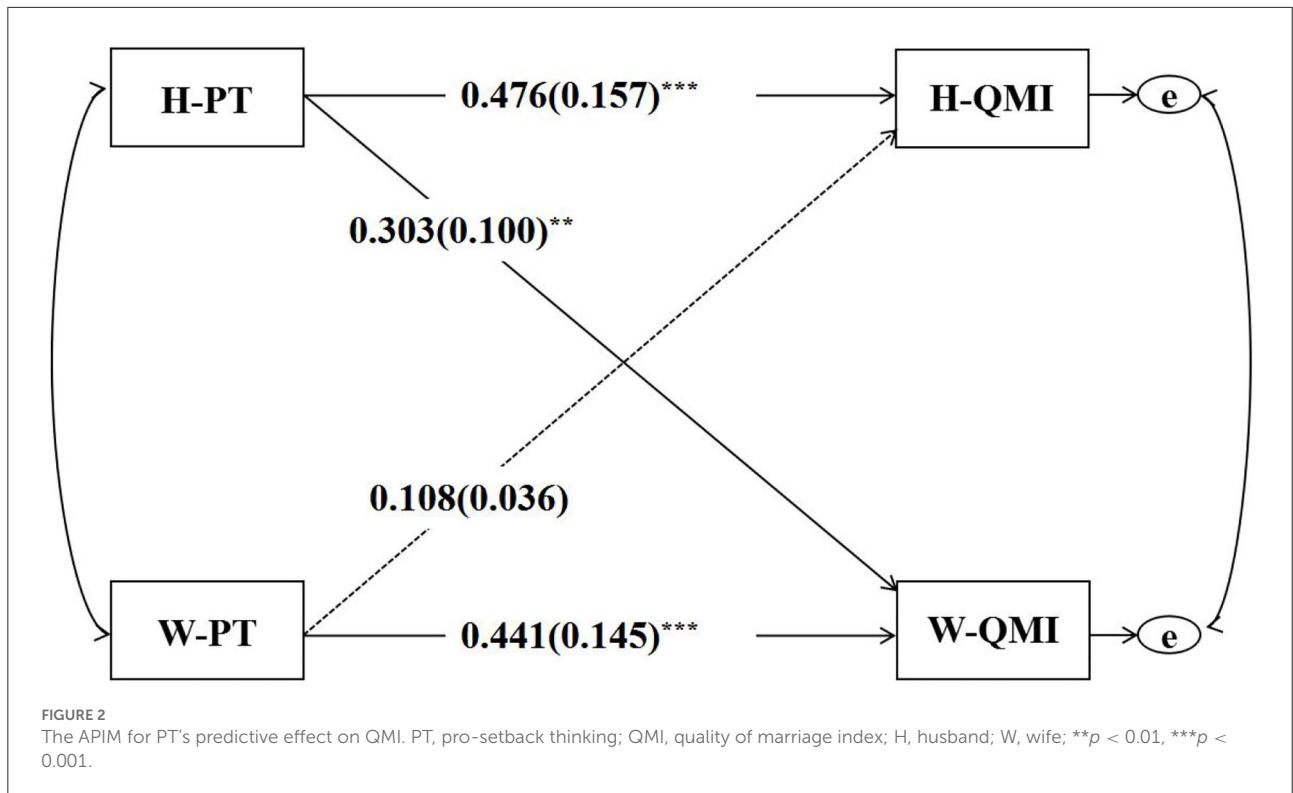 H-PT
0.476(0.157)***
H-QMI
e
0.303(0.100)**
0.108(0.036)
W-PT
0.441(0.145)***
W-QMI
e
FIGURE 2
The APIM for PT's predictive effect on QMI. PT, pro-setback thinking; QMI, quality of marriage index; H, husband; W, wife; **p < 0.01, ***p <
0.001.